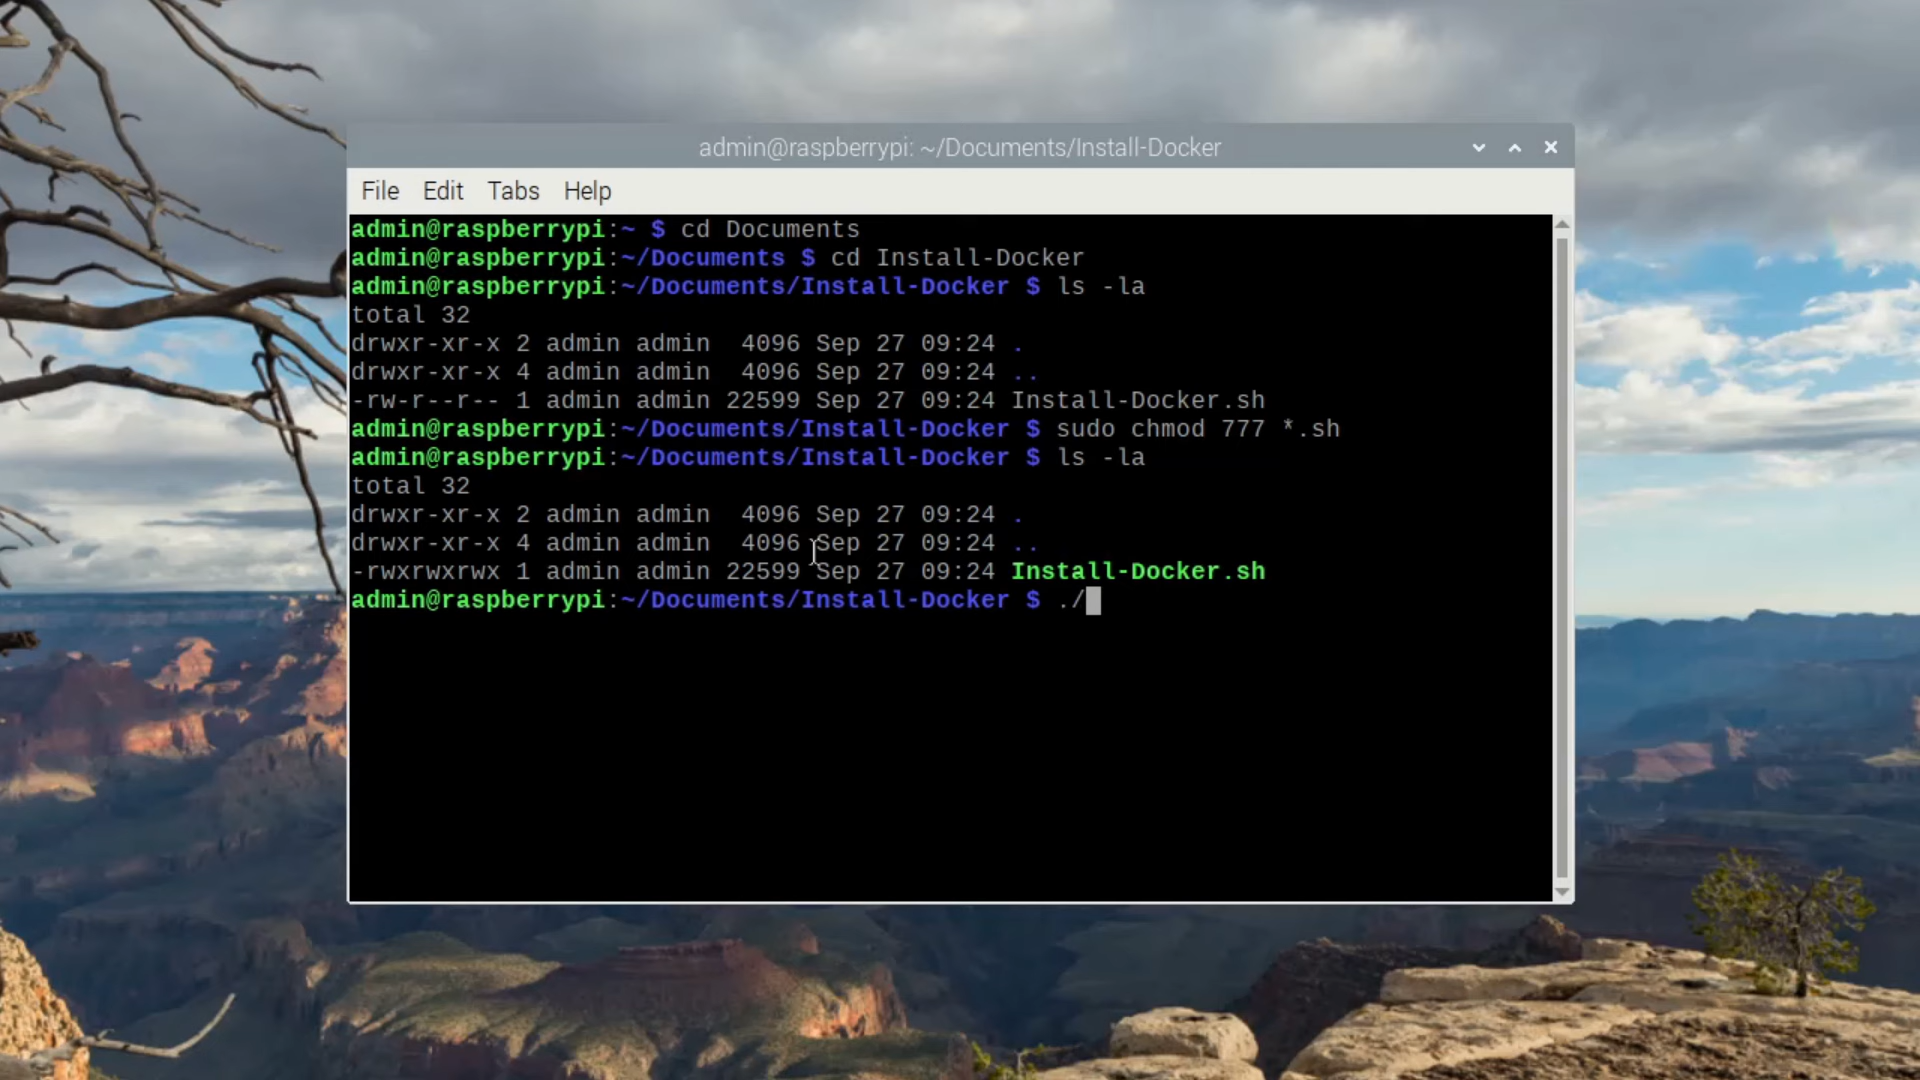 admin@raspberrypi: ~/Documents/Install-Docker
File Edit Tabs Help
admin@raspberrypi:~ $ cd Documents
admin@raspberrypi:~/Documents $ cd Install-Docker
admin@raspberrypi:~/Documents/Install-Docker $ ls -la
total 32
drwxr-xr-x 2 admin admin  4096 Sep 27 09:24 .
drwxr-xr-x 4 admin admin  4096 Sep 27 09:24 ..
-rw-r--r-- 1 admin admin 22599 Sep 27 09:24 Install-Docker.sh
admin@raspberrypi:~/Documents/Install-Docker $ sudo chmod 777 *.sh
admin@raspberrypi:~/Documents/Install-Docker $ ls -la
total 32
drwxr-xr-x 2 admin admin  4096 Sep 27 09:24 .
drwxr-xr-x 4 admin admin  4096 Sep 27 09:24 ..
-rwxrwxrwx 1 admin admin 22599 Sep 27 09:24 Install-Docker.sh
admin@raspberrypi:~/Documents/Install-Docker $ ./